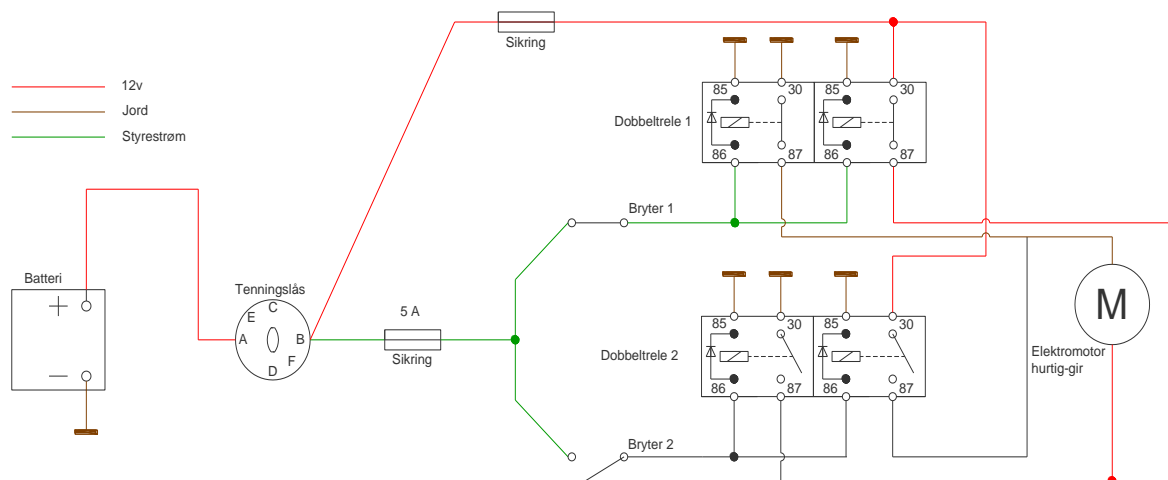 Sikring
12v
Jord
Styrestrøm
85 30 85 30
Dobbeltrele 1
86 87 86 87
Bryter 1
Batteri
+
−
Tenningslås
E C
A B
F
D
5 A
Sikring
85 30 85 30
Dobbeltrele 2
86 87 86 87
M
Elektromotor
hurtig-gir
Bryter 2